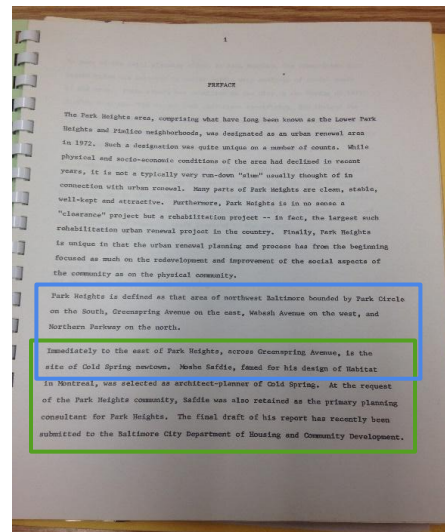 1
PREFACE
The Park Heights area, comprising what have long been known as the Lower Park
Heights and Pimlico neighborhoods, was designated as an urban renewal area
in 1972. Such a designation was quite unique on a number of counts. While
physical and socio-economic conditions of the area had declined in recent
years, it is not a typically very run-down "slum" usually thought of in
connection with urban renewal. Many parts of Park Heights are clean, stable,
well-kept and attractive. Furthermore, Park Heights is in no sense a
"clearance" project but a rehabilitation project -- in fact, the largest such
rehabilitation urban renewal project in the country. Finally, Park Heights
is unique in that the urban renewal planning and process has from the beginning
focused as much on the redevelopment and improvement of the social aspects of
the community as on the physical community.
Park Heights is defined as that area of northwest Baltimore bounded by Park Circle
on the South, Greenspring Avenue on the east, Wabash Avenue on the west, and
Northern Parkway on the north.
Immediately to the east of Park Heights, across Greenspring Avenue, is the
site of Cold Spring newtown. Moshe Safdie, famed for his design of Habitat
in Montreal, was selected as architect-planner of Cold Spring. At the request
of the Park Heights community, Safdie was also retained as the primary planning
consultant for Park Heights. The final draft of his report has recently been
submitted to the Baltimore City Department of Housing and Community Development.